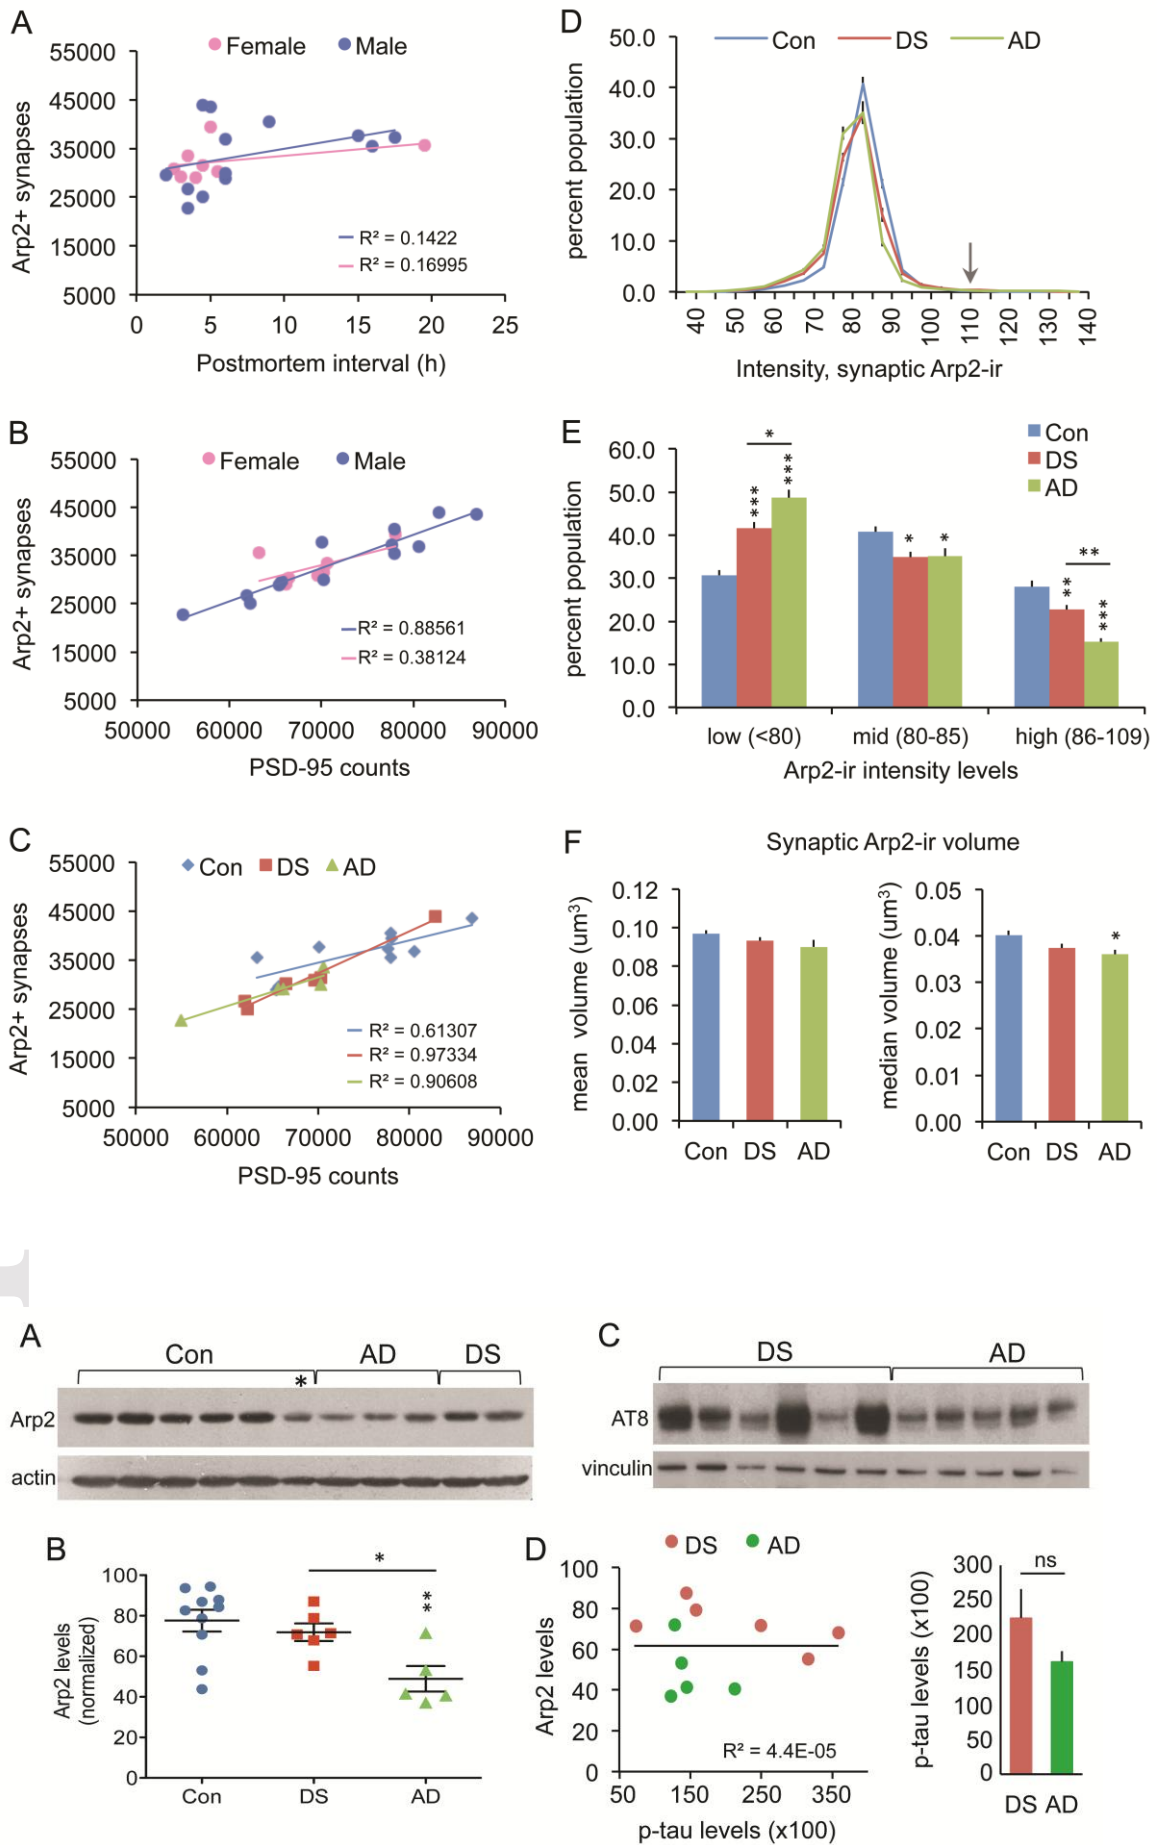 A
Female Male
55000
45000
35000
25000
15000
5000
Arp2+ synapses
R² = 0.1422
R² = 0.16995
0 5 10 15 20 25
Postmortem interval (h)
D
Con DS AD
50.0
40.0
30.0
20.0
10.0
0.0
percent population
40 50 60 70 80 90 100 110 120 130 140
Intensity, synaptic Arp2-ir
B
Female Male
55000
45000
35000
25000
15000
5000
Arp2+ synapses
R² = 0.88561
R² = 0.38124
50000 60000 70000 80000 90000
PSD-95 counts
E
Con
DS
AD
60.0
50.0
40.0
30.0
20.0
10.0
0.0
percent population
*
*** ***
* *
**
** ***
low (<80) mid (80-85) high (86-109)
Arp2-ir intensity levels
C
Con DS AD
55000
45000
35000
25000
15000
5000
Arp2+ synapses
R² = 0.61307
R² = 0.97334
R² = 0.90608
50000 60000 70000 80000 90000
PSD-95 counts
F
Synaptic Arp2-ir volume
0.12
0.10
0.08
0.06
0.04
0.02
0.00
mean volume (um³)
Con DS AD
0.05
0.04
0.03
0.02
0.01
0.00
median volume (um³)
*
Con DS AD
A
Con AD DS
*
Arp2
actin
C
DS AD
AT8
vinculin
B
100
80
60
40
20
0
Arp2 levels
(normalized)
*
**
Con DS AD
D
DS AD
100
80
60
40
20
0
Arp2 levels
R² = 4.4E-05
50 150 250 350
p-tau levels (x100)
300
250
200
150
100
50
0
p-tau levels (x100)
ns
DS AD